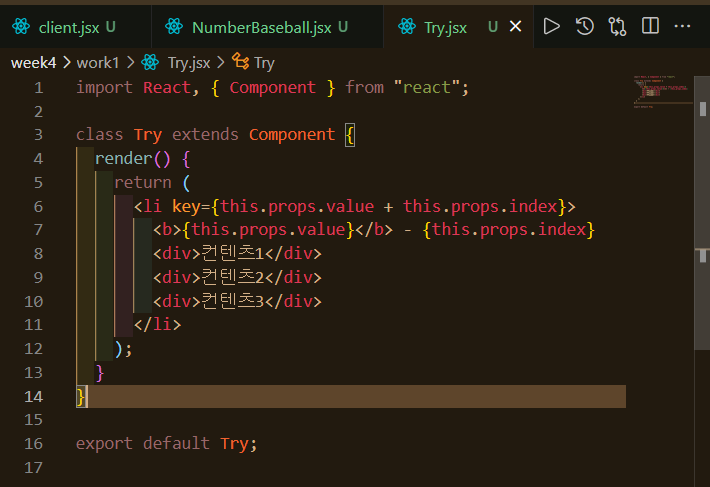 client.jsx U
NumberBaseball.jsx U
Try.jsx U
week4 > work1 > Try.jsx > Try
1 import React, { Component } from "react";
2
3 class Try extends Component {
4 render() {
5 return (
6 <li key={this.props.value + this.props.index}>
7 <b>{this.props.value}</b> - {this.props.index}
8 <div>컨텐츠1</div>
9 <div>컨텐츠2</div>
10 <div>컨텐츠3</div>
11 </li>
12 );
13 }
14 }
15
16 export default Try;
17